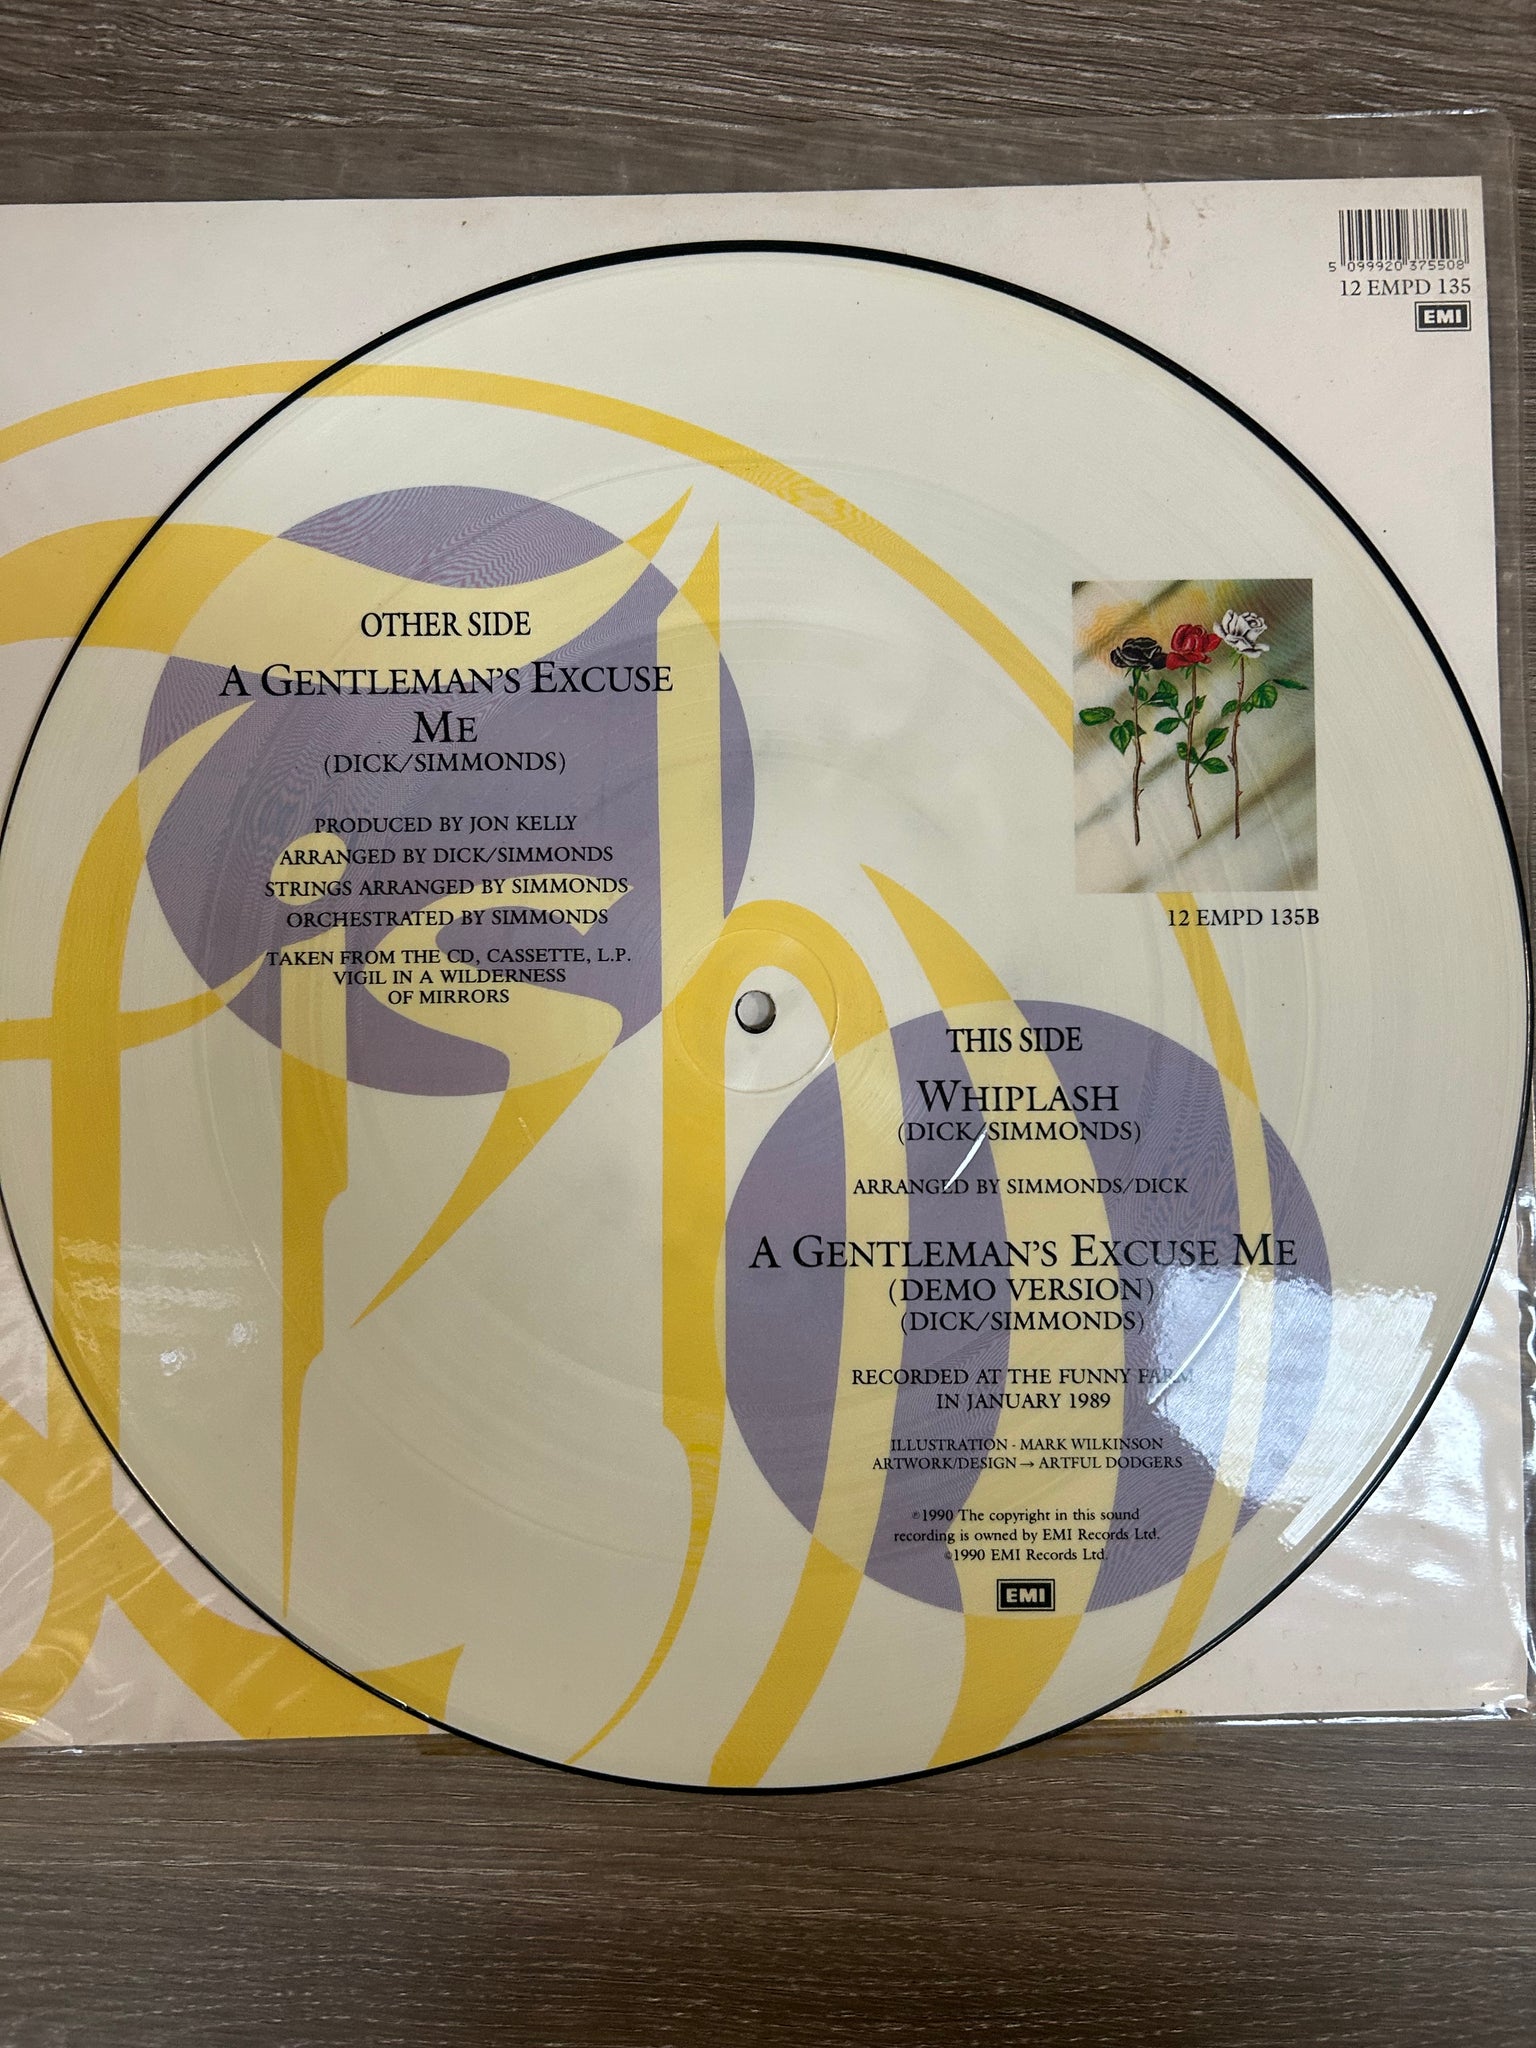 5 099920 375508
12 EMPD 135
EMI
fish
OTHER SIDE
A GENTLEMAN'S EXCUSE
ME
(DICK/SIMMONDS)
PRODUCED BY JON KELLY
ARRANGED BY DICK/SIMMONDS
STRINGS ARRANGED BY SIMMONDS
ORCHESTRATED BY SIMMONDS
TAKEN FROM THE CD, CASSETTE, L.P.
VIGIL IN A WILDERNESS
OF MIRRORS
12 EMPD 135B
THIS SIDE
WHIPLASH
(DICK/SIMMONDS)
ARRANGED BY SIMMONDS/DICK
A GENTLEMAN'S EXCUSE ME
(DEMO VERSION)
(DICK/SIMMONDS)
RECORDED AT THE FUNNY FARM
IN JANUARY 1989
ILLUSTRATION - MARK WILKINSON
ARTWORK/DESIGN → ARTFUL DODGERS
℗1990 The copyright in this sound
recording is owned by EMI Records Ltd.
©1990 EMI Records Ltd.
EMI